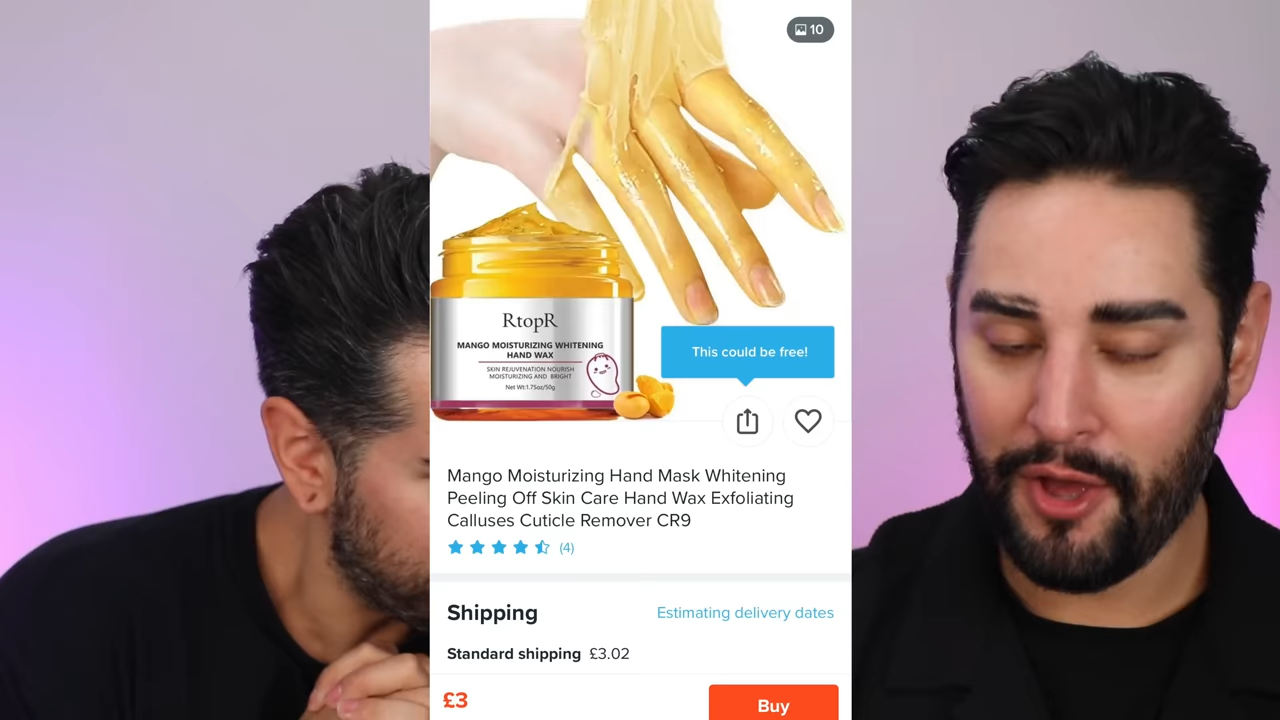 10
RtopR
MANGO MOISTURIZING WHITENING
HAND WAX
SKIN REJUVENATION NOURISH
MOISTURIZING AND BRIGHT
Net Wt:1.75oz/50g
This could be free!
Mango Moisturizing Hand Mask Whitening
Peeling Off Skin Care Hand Wax Exfoliating
Calluses Cuticle Remover CR9
(4)
Shipping
Estimating delivery dates
Standard shipping £3.02
£3
Buy